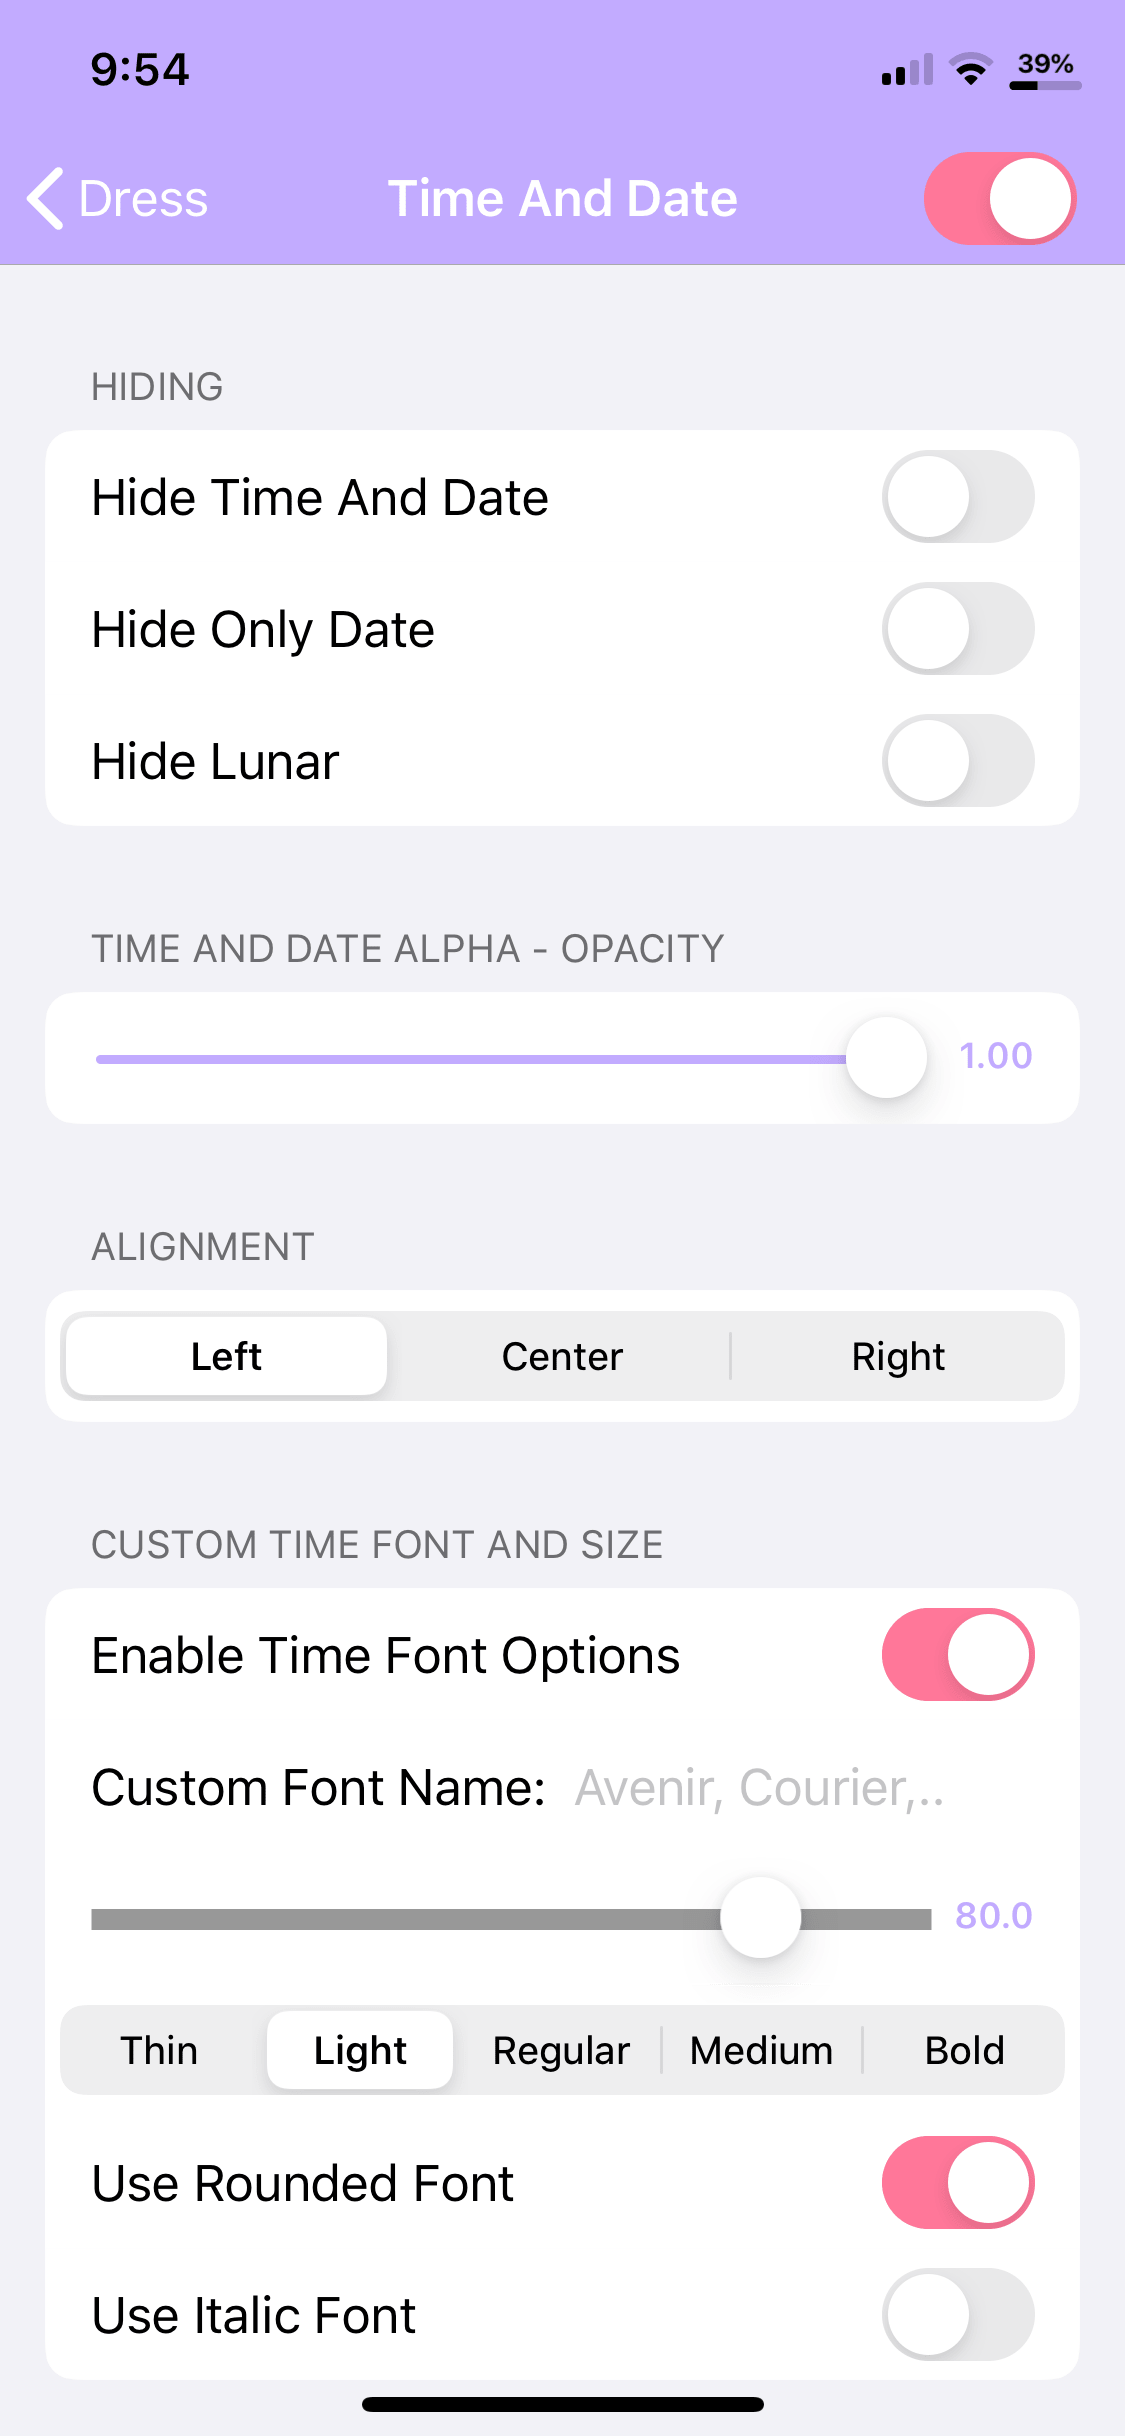 9:54
39%
Dress
Time And Date
HIDING
Hide Time And Date
Hide Only Date
Hide Lunar
TIME AND DATE ALPHA - OPACITY
1.00
ALIGNMENT
Left Center Right
CUSTOM TIME FONT AND SIZE
Enable Time Font Options
Custom Font Name: Avenir, Courier,..
80.0
Thin Light Regular Medium Bold
Use Rounded Font
Use Italic Font